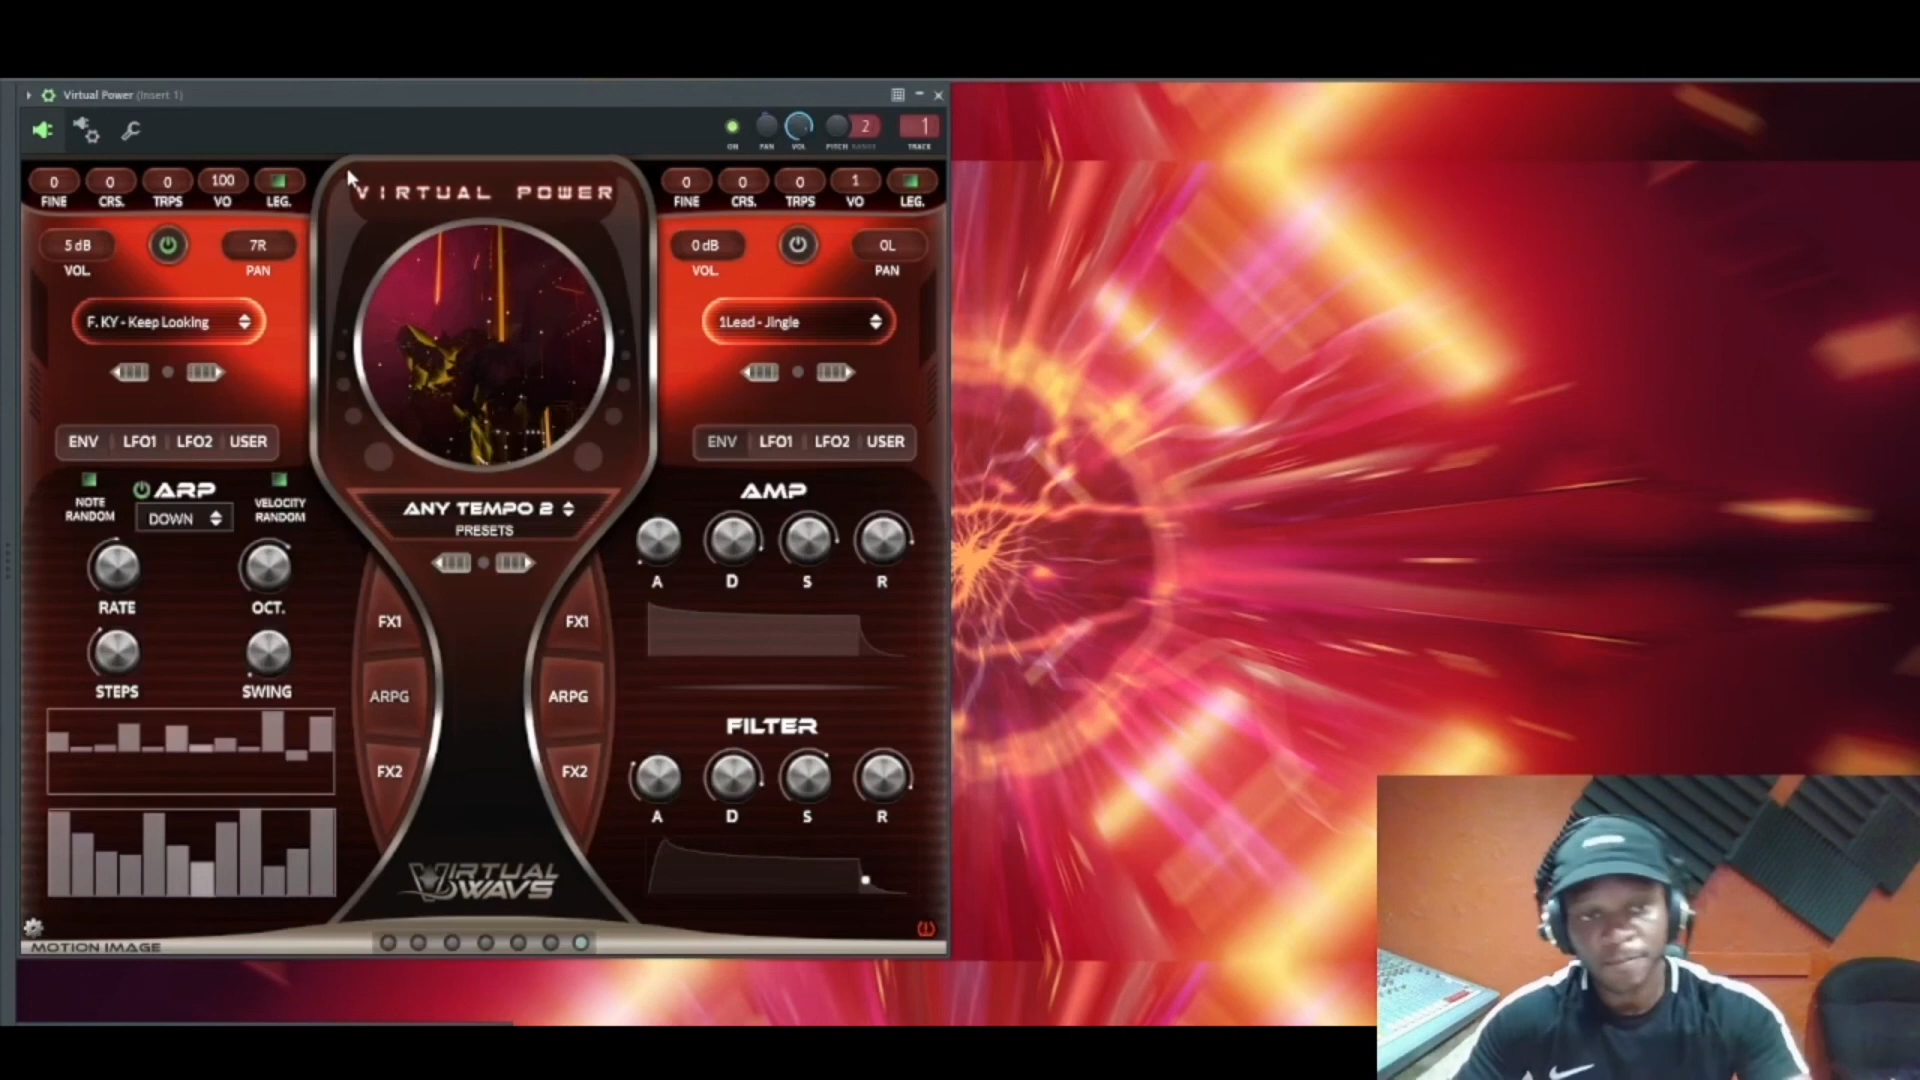 Virtual Power (Insert 1)
ON PAN VOL PITCH RANGE 2 1 TRACK
0 0 0 100
FINE CRS. TRPS VO LEG.
VIRTUAL POWER
0 0 0 1
FINE CRS. TRPS VO LEG.
5 dB 7R
VOL. PAN
0 dB 0L
VOL. PAN
F. KY - Keep Looking
1Lead - Jingle
ENV LFO1 LFO2 USER
ENV LFO1 LFO2 USER
NOTE RANDOM
ARP
DOWN
VELOCITY RANDOM
ANY TEMPO 2
PRESETS
AMP
A D S R
RATE OCT.
STEPS SWING
FX1
ARPG
FX2
FX1
ARPG
FX2
FILTER
A D S R
VIRTUAL
WAVS
MOTION IMAGE